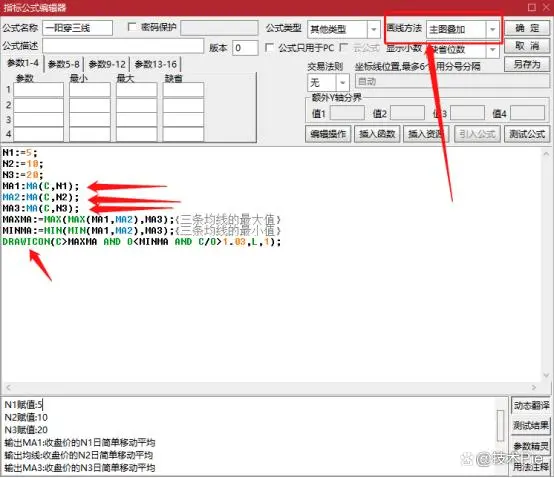 指标公式编辑器
公式名称 一阳穿三线 密码保护 公式类型 其他类型 画线方法 主图叠加 确 定
公式描述 版本 0 公式只用于PC 云公式 显示小数 缺省位数 取 消
参数1-4 参数5-8 参数9-12 参数13-16 交易法则 坐标线位置,最多6个,用分号分隔 另存为
参数 最小 最大 缺省 无 自动
1
2
3
4
额外Y轴分界
值1 值2 值3 值4
编辑操作 插入函数 插入资源 引入公式 测试公式
N1:=5;
N2:=10;
N3:=20;
MA1:MA(C,N1);
MA2:MA(C,N2);
MA3:MA(C,N3);
MAXMA:=MAX(MAX(MA1,MA2),MA3);{三条均线的最大值}
MINMA:=MIN(MIN(MA1,MA2),MA3);{三条均线的最小值}
DRAWICON(C>MAXMA AND O<MINMA AND C/O>1.03,L,1);
N1赋值:5
N2赋值:10
N3赋值:20
输出MA1:收盘价的N1日简单移动平均
输出均线:收盘价的N2日简单移动平均
输出MA3:收盘价的N3日简单移动平均
动态翻译
测试结果
参数精灵
用法注释